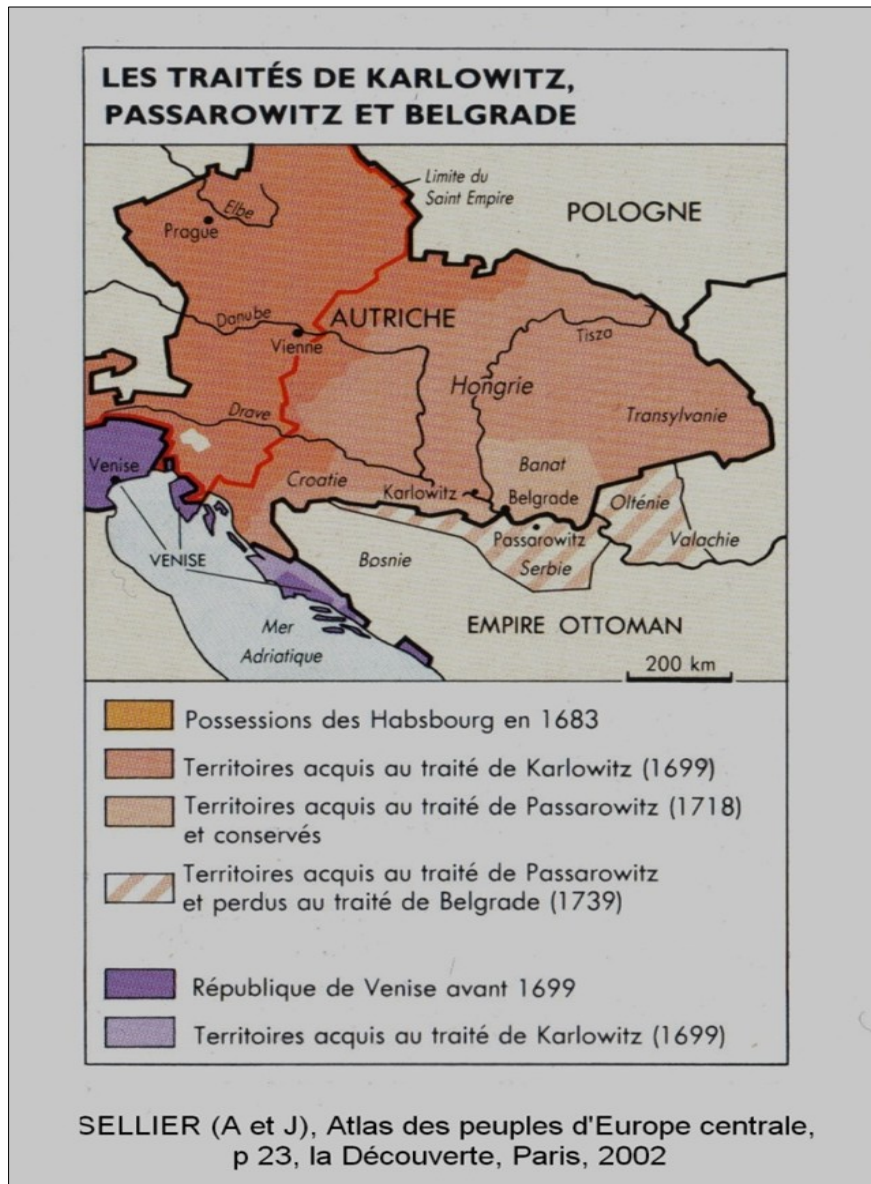 LES TRAITÉS DE KARLOWITZ,
PASSAROWITZ ET BELGRADE
Limite du
Saint Empire
POLOGNE
Elbe
Prague
Danube
AUTRICHE
Vienne
Tisza
Hongrie
Transylvanie
Drave
Venise
Croatie
Banat
Karlowitz
Belgrade
Olténie
Passarowitz
Valachie
VENISE
Bosnie
Serbie
Mer
Adriatique
EMPIRE OTTOMAN
200 km
Possessions des Habsbourg en 1683
Territoires acquis au traité de Karlowitz (1699)
Territoires acquis au traité de Passarowitz (1718)
et conservés
Territoires acquis au traité de Passarowitz
et perdus au traité de Belgrade (1739)
République de Venise avant 1699
Territoires acquis au traité de Karlowitz (1699)
SELLIER (A et J), Atlas des peuples d'Europe centrale,
p 23, la Découverte, Paris, 2002